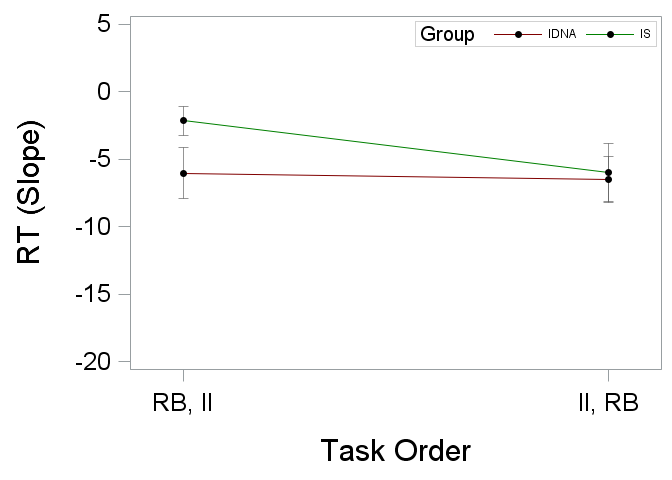 Group IDNA IS
5
0
-5
-10
-15
-20
RT (Slope)
RB, II II, RB
Task Order